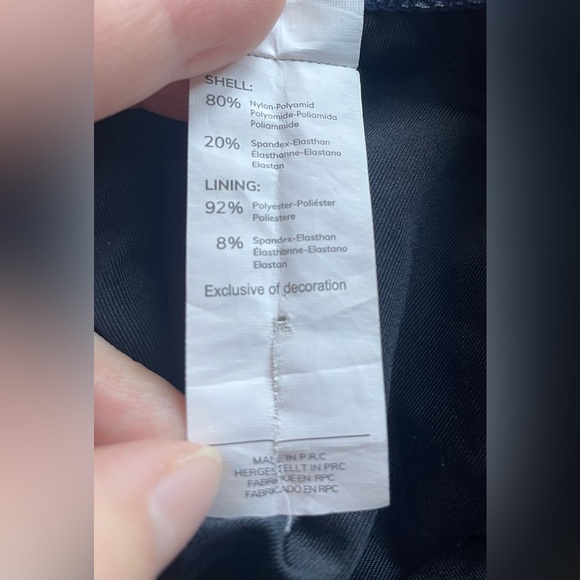 SHELL:
80% Nylon-Polyamid
Polyamide-Poliamida
Poliammide
20% Spandex-Elasthan
Élasthanne-Elastano
Elastan
LINING:
92% Polyester-Poliéster
Poliestere
8% Spandex-Elasthan
Élasthanne-Elastano
Elastan
Exclusive of decoration
MADE IN P.R.C
HERGESTELLT IN PRC
FABRIQUE EN RPC
FABRICADO EN RPC